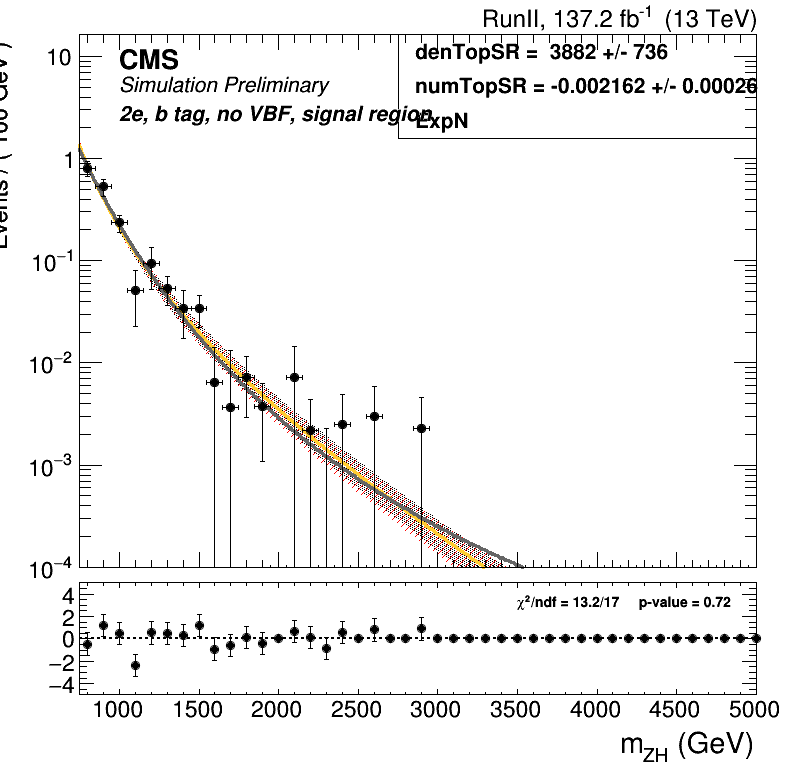 RunII, 137.2 fb-1 (13 TeV)
CMS
Simulation Preliminary
2e, b tag, no VBF, signal region
denTopSR = 3882 +/- 736
numTopSR = -0.002162 +/- 0.00026
ExpN
Events / ( 100 GeV )
10
1
10−1
10−2
10−3
10−4
χ2/ndf = 13.2/17 p-value = 0.72
4
2
0
−2
−4
1000 1500 2000 2500 3000 3500 4000 4500 5000
mZH (GeV)